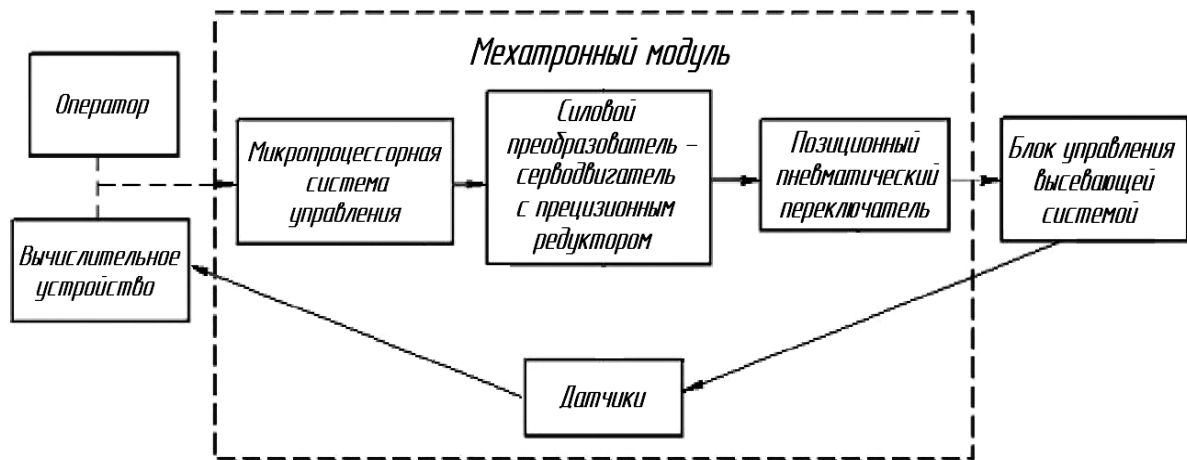 Мехатронный модуль
Оператор
Микропроцессорная
система
управления
Силовой
преобразователь –
серводвигатель
с прецизионным
редуктором
Позиционный
пневматический
переключатель
Блок управления
высевающей
системой
Вычислительное
устройство
Датчики